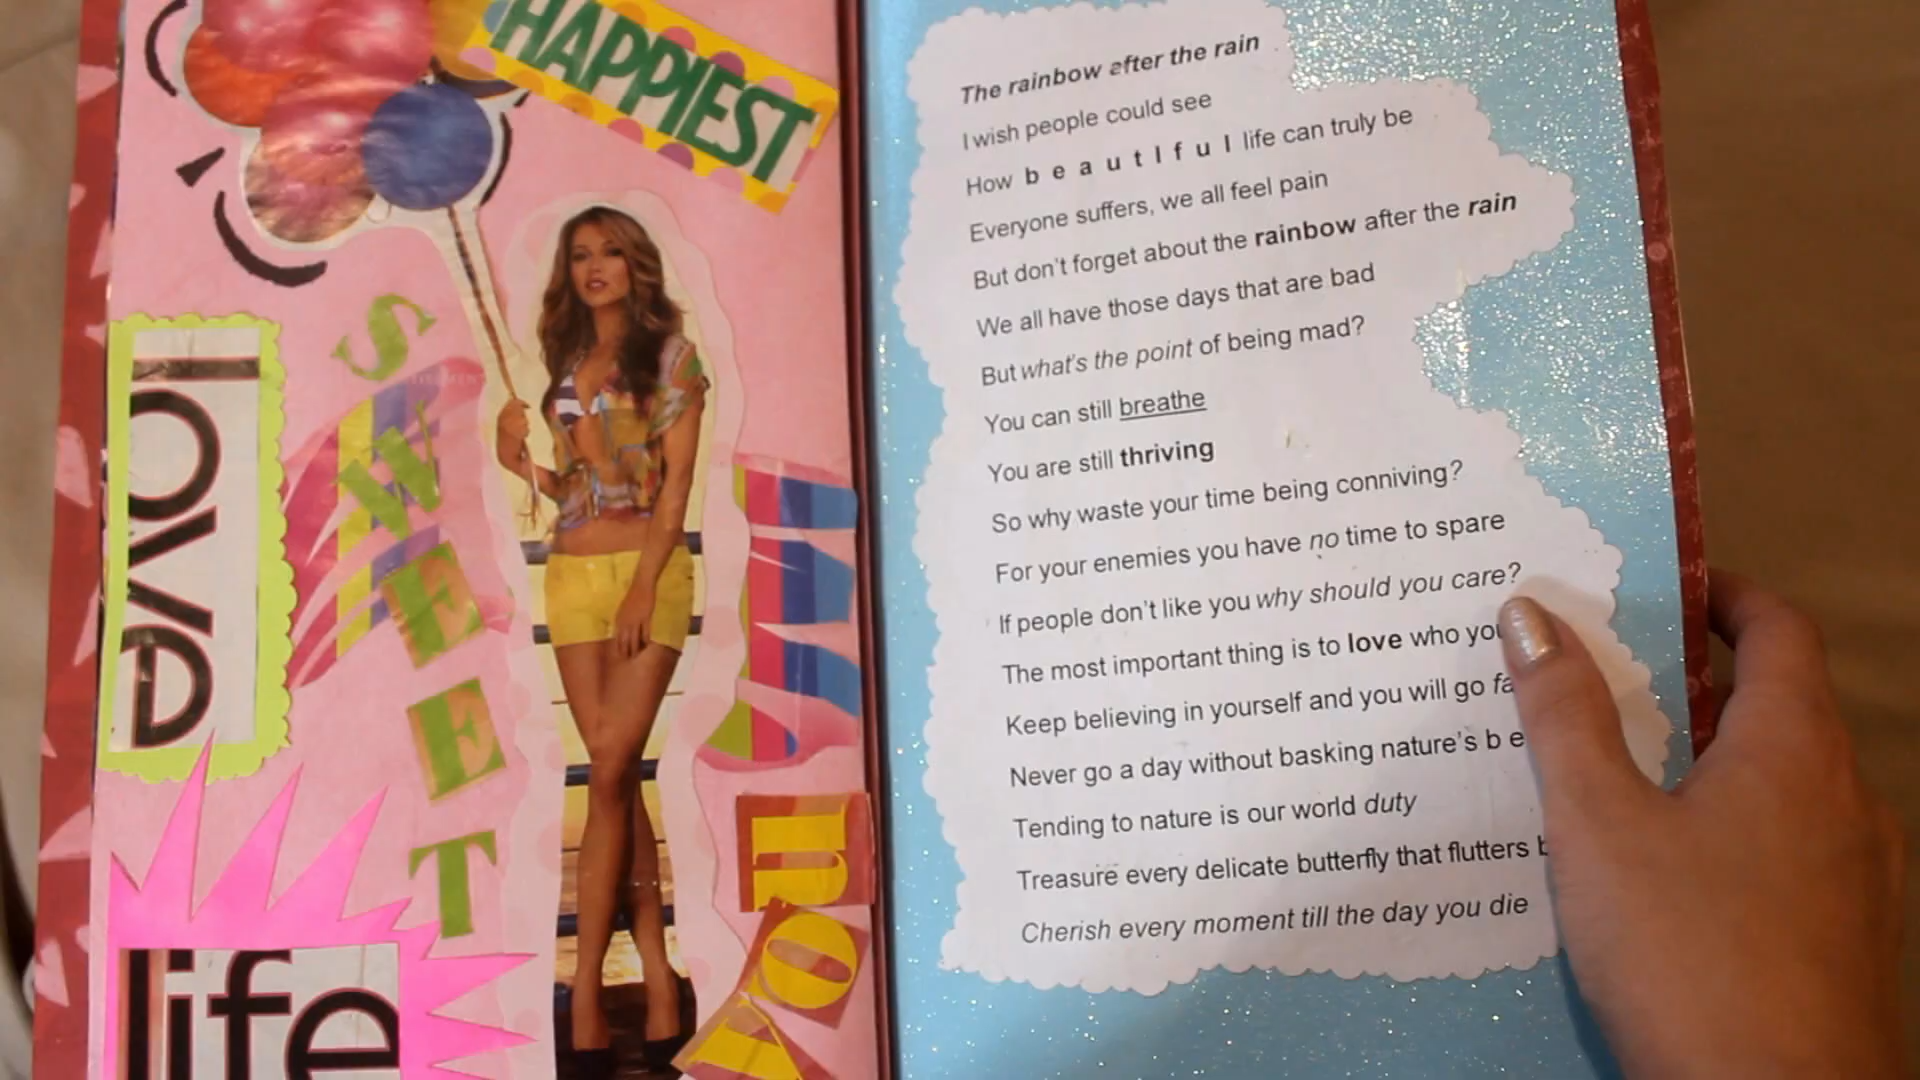 HAPPIEST
SWEET
love
life
now
The rainbow after the rain
I wish people could see
How b e a u t I f u l life can truly be
Everyone suffers, we all feel pain
But don't forget about the rainbow after the rain
We all have those days that are bad
But what's the point of being mad?
You can still breathe
You are still thriving
So why waste your time being conniving?
For your enemies you have no time to spare
If people don't like you why should you care?
The most important thing is to love who you
Keep believing in yourself and you will go
Never go a day without basking nature's b e
Tending to nature is our world duty
Treasure every delicate butterfly that flutters
Cherish every moment till the day you die